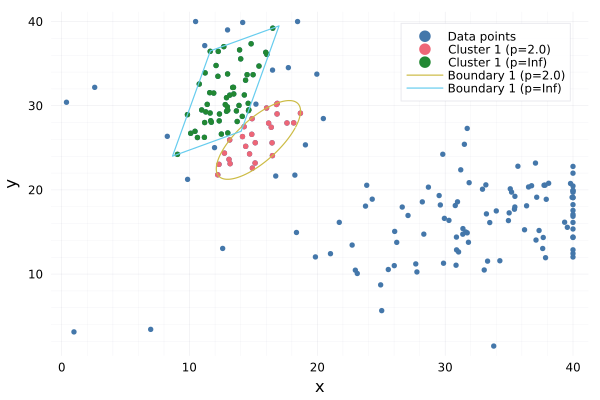 40
30
20
10
y
0
10
20
30
40
x
Data points
Cluster 1 (p=2.0)
Cluster 1 (p=Inf)
Boundary 1 (p=2.0)
Boundary 1 (p=Inf)